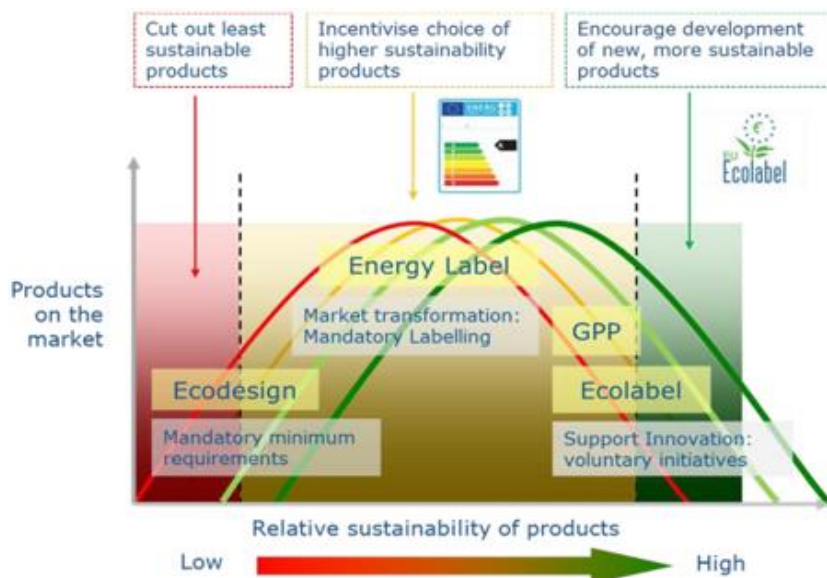 Cut out least
sustainable
products
Incentivise choice of
higher sustainability
products
Encourage development
of new, more sustainable
products
ENERG
EU
Ecolabel
Products
on the
market
Energy Label
Market transformation:
Mandatory Labelling
GPP
Ecodesign
Ecolabel
Mandatory minimum
requirements
Support Innovation:
voluntary initiatives
Relative sustainability of products
Low
High